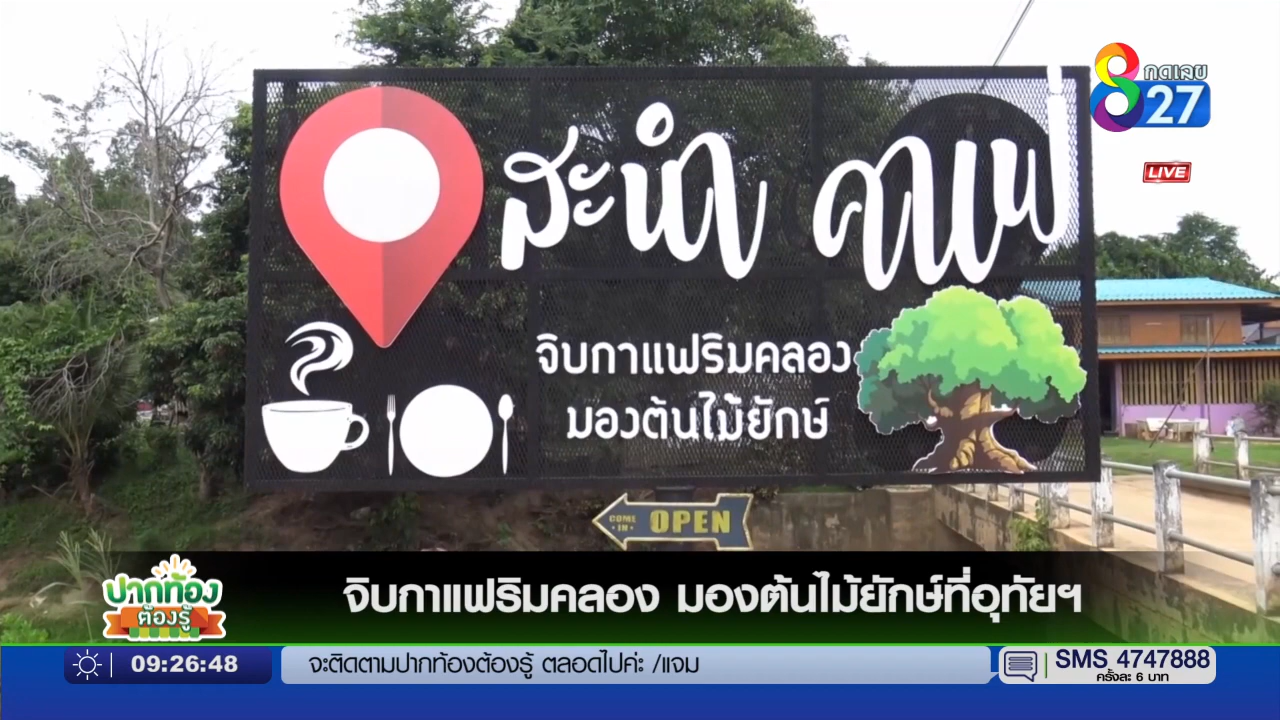 กดเลข
8 27
LIVE
สะนำ คาเฟ่
จิบกาแฟริมคลอง
มองต้นไม้ยักษ์
COME
IN
OPEN
ปากท้อง
ต้องรู้
จิบกาแฟริมคลอง มองต้นไม้ยักษ์ที่อุทัยฯ
09:26:48
จะติดตามปากท้องต้องรู้ ตลอดไปค่ะ /แจม
SMS 4747888
ครั้งละ 6 บาท